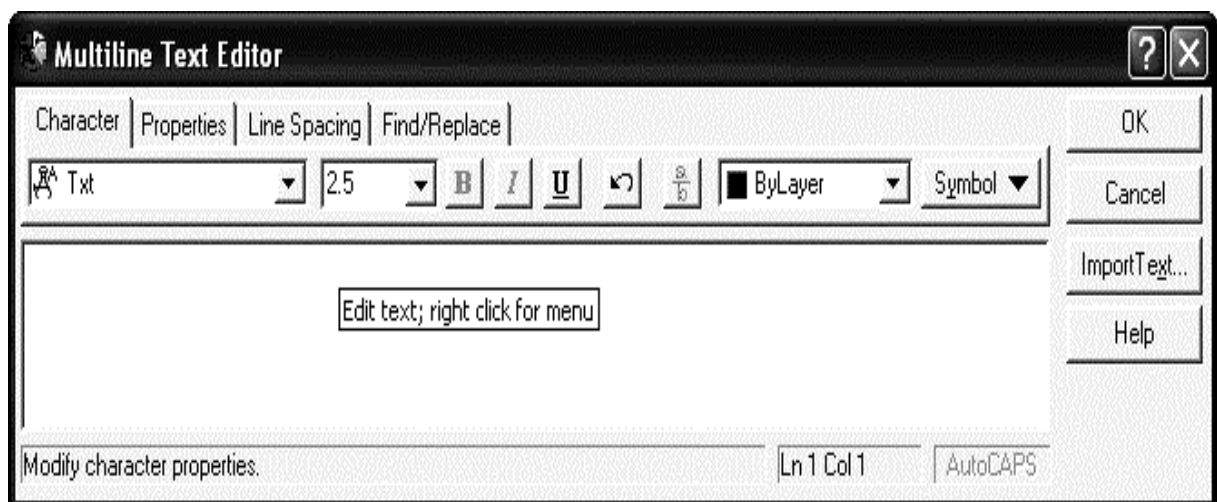 Multiline Text Editor ? X
Character Properties Line Spacing Find/Replace OK
Txt 2.5 B I U a/b ByLayer Symbol Cancel
ImportText...
Edit text; right click for menu
Help
Modify character properties. Ln 1 Col 1 AutoCAPS